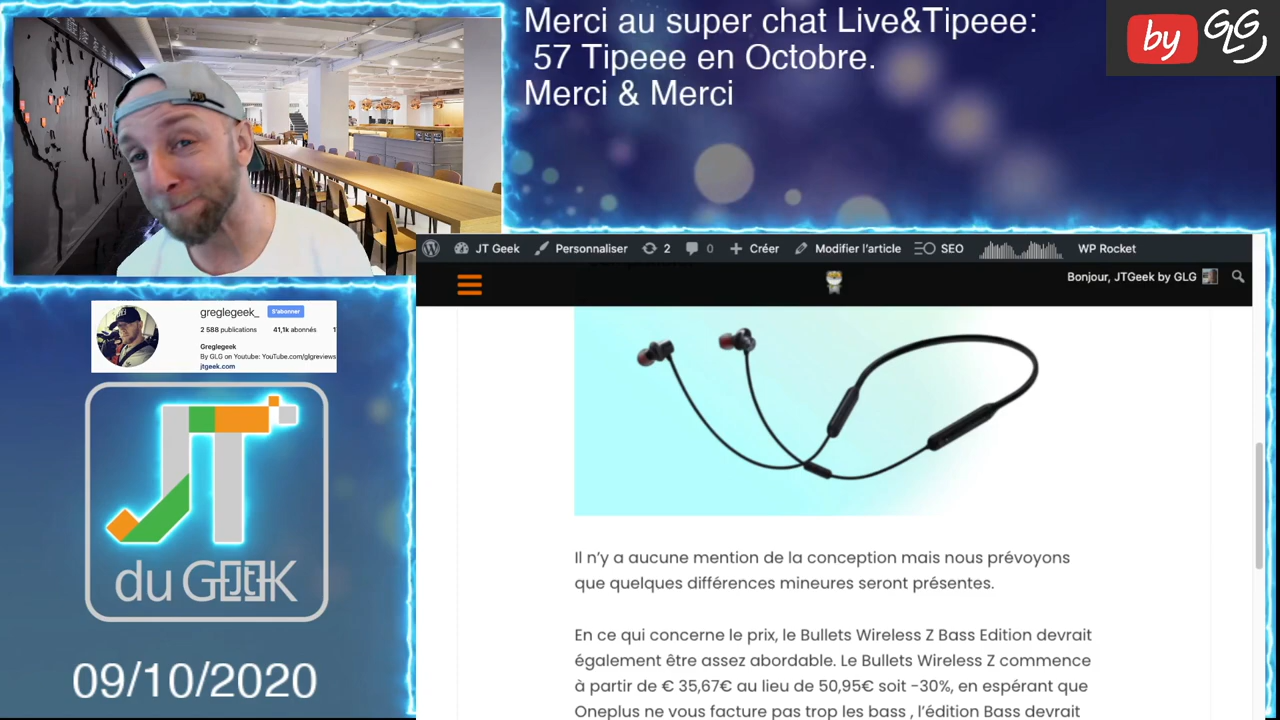 Merci au super chat Live&Tipeee:
57 Tipeee en Octobre.
Merci & Merci
by GLG
JT Geek
Personnaliser
2
0
Créer
Modifier l'article
SEO
WP Rocket
Bonjour, JTGeek by GLG
greglegeek_
S'abonner
2 588 publications
41,1k abonnés
1
Greglegeek
By GLG on Youtube: YouTube.com/glgreviews
jtgeek.com
JT
du GEEK
09/10/2020
Il n'y a aucune mention de la conception mais nous prévoyons
que quelques différences mineures seront présentes.
En ce qui concerne le prix, le Bullets Wireless Z Bass Edition devrait
également être assez abordable. Le Bullets Wireless Z commence
à partir de € 35,67€ au lieu de 50,95€ soit -30%, en espérant que
Oneplus ne vous facture pas trop les bass , l'édition Bass devrait